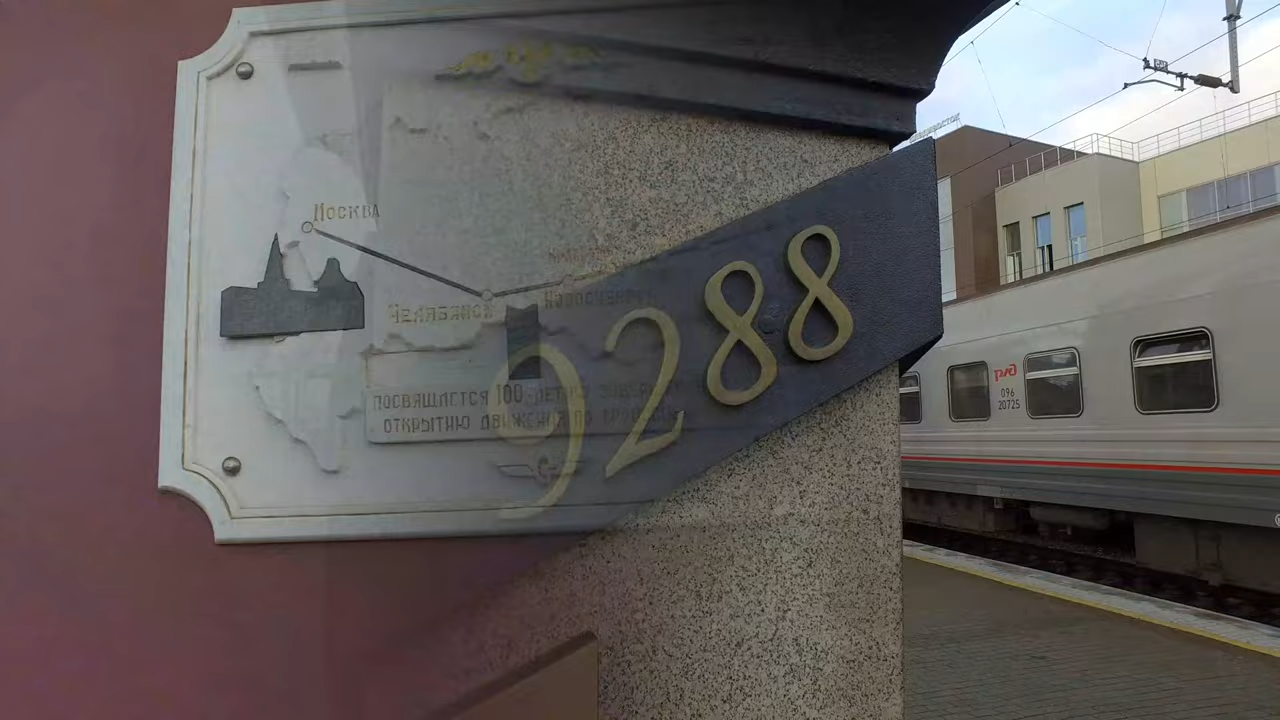 Москва
Челябинск
Новосибирск
посвящается 100-летию
открытию движения по
9288
ржд
096
20725